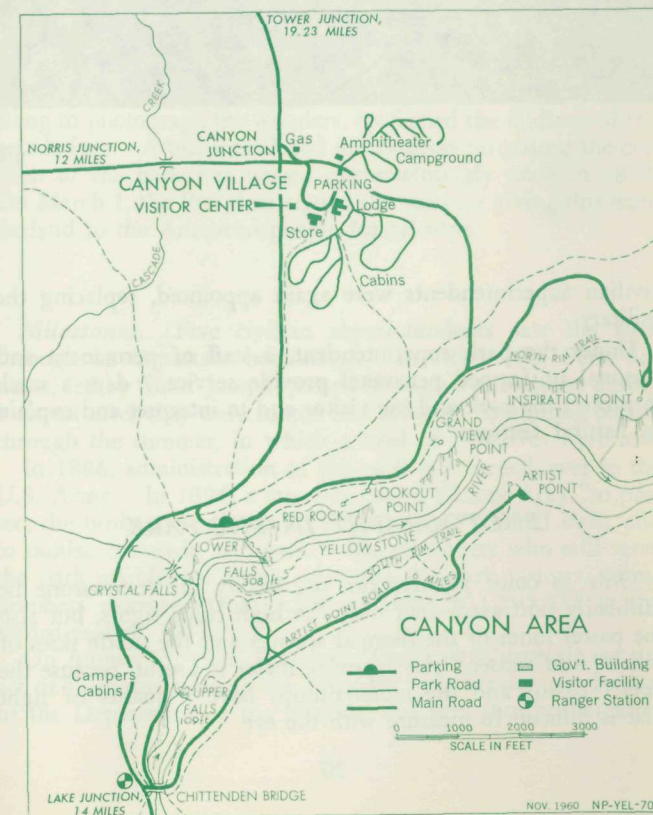 TOWER JUNCTION,
19.23 MILES
CREEK
NORRIS JUNCTION,
12 MILES
CANYON
JUNCTION
Gas
Amphitheater
Campground
CANYON VILLAGE
PARKING
VISITOR CENTER
Lodge
Store
CASCADE
Cabins
NORTH RIM TRAIL
INSPIRATION POINT
GRAND
VIEW
POINT
RIVER
ARTIST
POINT
LOOKOUT
POINT
RED ROCK
LOWER
FALLS
308 ft.
YELLOWSTONE
SOUTH RIM TRAIL
1.6 MILES
CRYSTAL FALLS
ARTIST POINT ROAD
CANYON AREA
Parking
Park Road
Main Road
Gov't. Building
Visitor Facility
Ranger Station
0 1000 2000 3000
SCALE IN FEET
Campers
Cabins
UPPER
FALLS
109 ft.
LAKE JUNCTION,
14 MILES
CHITTENDEN BRIDGE
NOV. 1960 NP-YEL-70